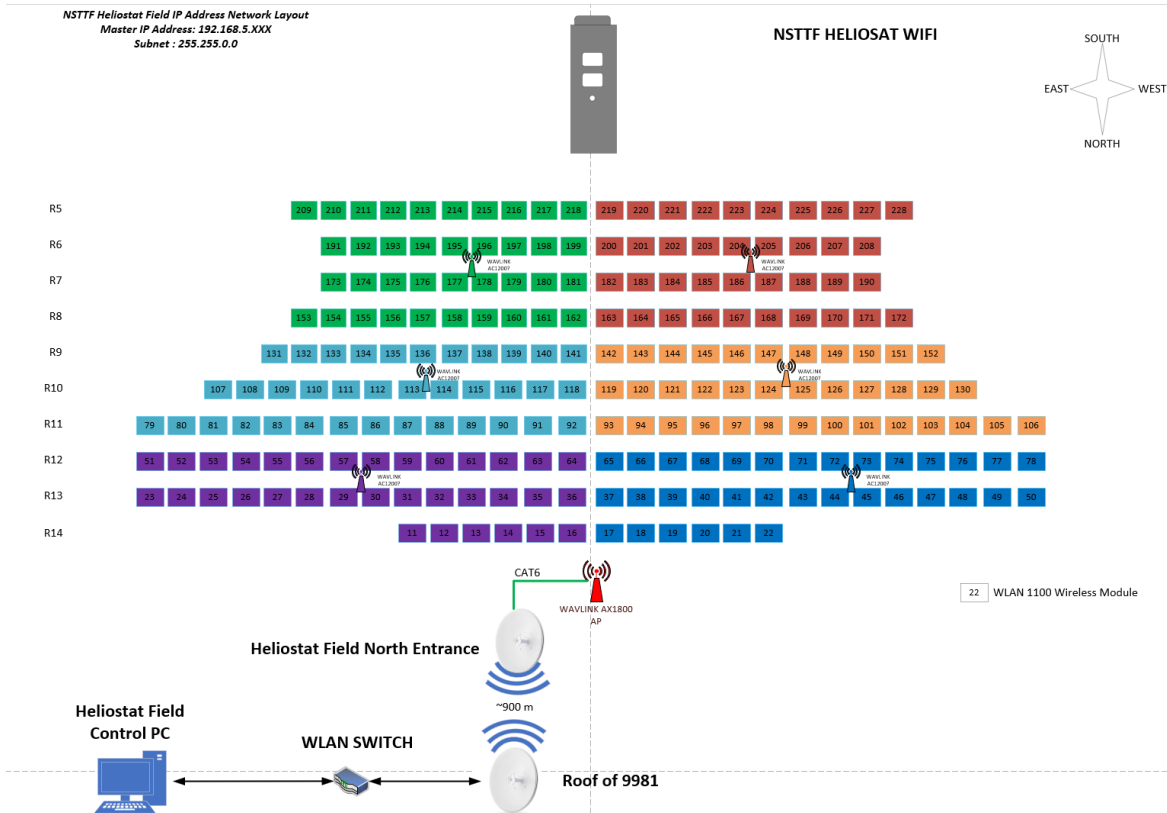 NSTTF Heliostat Field IP Address Network Layout
Master IP Address: 192.168.5.XXX
Subnet : 255.255.0.0
NSTTF HELIOSAT WIFI
SOUTH
EAST WEST
NORTH
R5 209 210 211 212 213 214 215 216 217 218 219 220 221 222 223 224 225 226 227 228
R6 191 192 193 194 195 196 197 198 199 200 201 202 203 204 205 206 207 208
WAVLINK
AC1200?
WAVLINK
AC1200?
R7 173 174 175 176 177 178 179 180 181 182 183 184 185 186 187 188 189 190
R8 153 154 155 156 157 158 159 160 161 162 163 164 165 166 167 168 169 170 171 172
R9 131 132 133 134 135 136 137 138 139 140 141 142 143 144 145 146 147 148 149 150 151 152
WAVLINK
AC1200?
WAVLINK
AC1200?
R10 107 108 109 110 111 112 113 114 115 116 117 118 119 120 121 122 123 124 125 126 127 128 129 130
R11 79 80 81 82 83 84 85 86 87 88 89 90 91 92 93 94 95 96 97 98 99 100 101 102 103 104 105 106
R12 51 52 53 54 55 56 57 58 59 60 61 62 63 64 65 66 67 68 69 70 71 72 73 74 75 76 77 78
WAVLINK
AC1200?
WAVLINK
AC1200?
R13 23 24 25 26 27 28 29 30 31 32 33 34 35 36 37 38 39 40 41 42 43 44 45 46 47 48 49 50
R14 11 12 13 14 15 16 17 18 19 20 21 22
CAT6
WAVLINK AX1800
AP
22 WLAN 1100 Wireless Module
Heliostat Field North Entrance
~900 m
Heliostat Field
Control PC
WLAN SWITCH
Roof of 9981